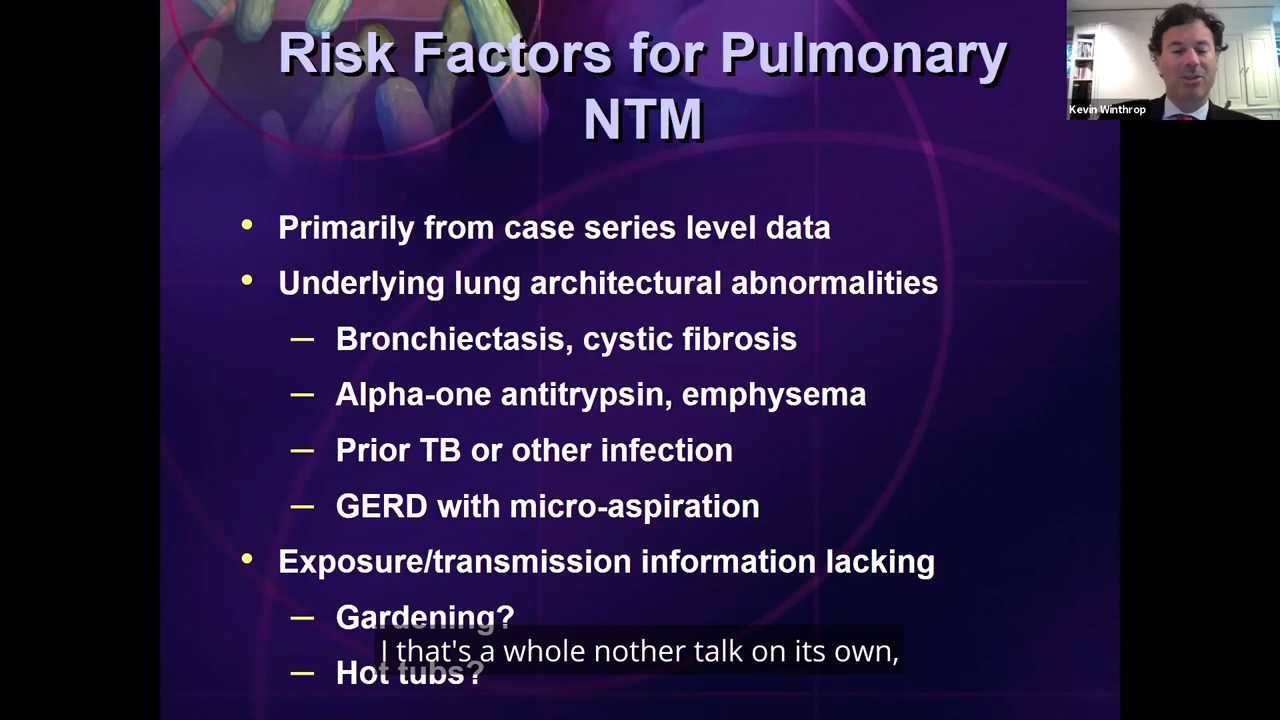 Risk Factors for Pulmonary
NTM
Kevin Winthrop
• Primarily from case series level data
• Underlying lung architectural abnormalities
– Bronchiectasis, cystic fibrosis
– Alpha-one antitrypsin, emphysema
– Prior TB or other infection
– GERD with micro-aspiration
• Exposure/transmission information lacking
– Gardening?
I that's a whole nother talk on its own,
– Hot tubs?